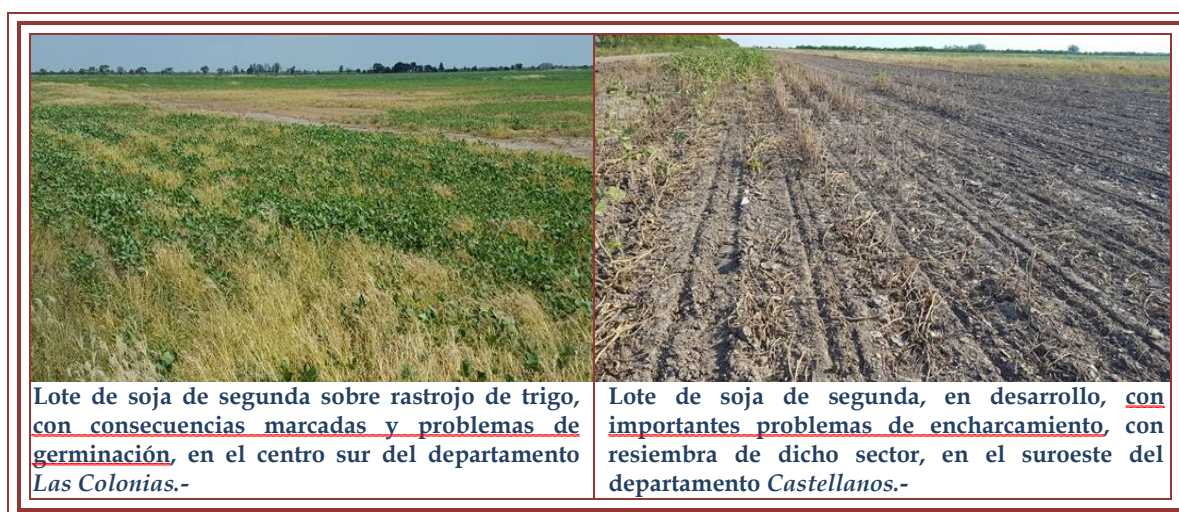 Lote de soja de segunda sobre rastrojo de trigo,
con consecuencias marcadas y problemas de
germinación, en el centro sur del departamento
Las Colonias.-
Lote de soja de segunda, en desarrollo, con
importantes problemas de encharcamiento, con
resiembra de dicho sector, en el suroeste del
departamento Castellanos.-